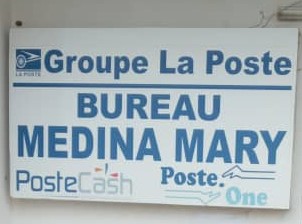 LA POSTE
Groupe La Poste
BUREAU
MEDINA MARY
PosteCash
Poste.
One